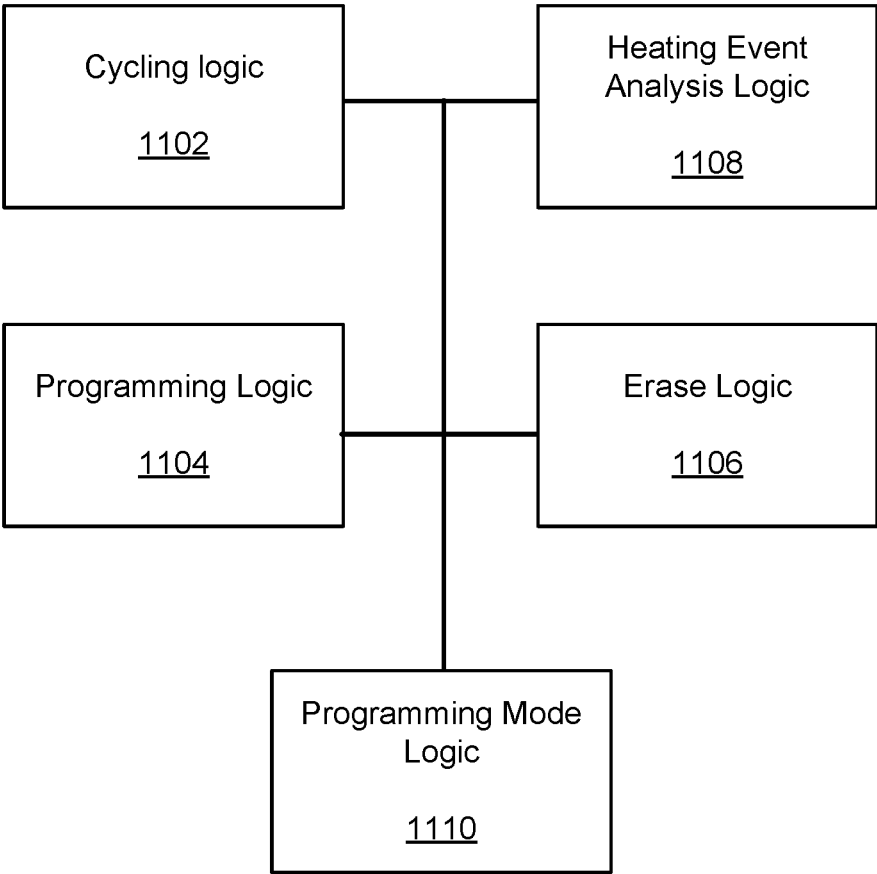 Cycling logic
1102
Heating Event
Analysis Logic
1108
Programming Logic
1104
Erase Logic
1106
Programming Mode
Logic
1110